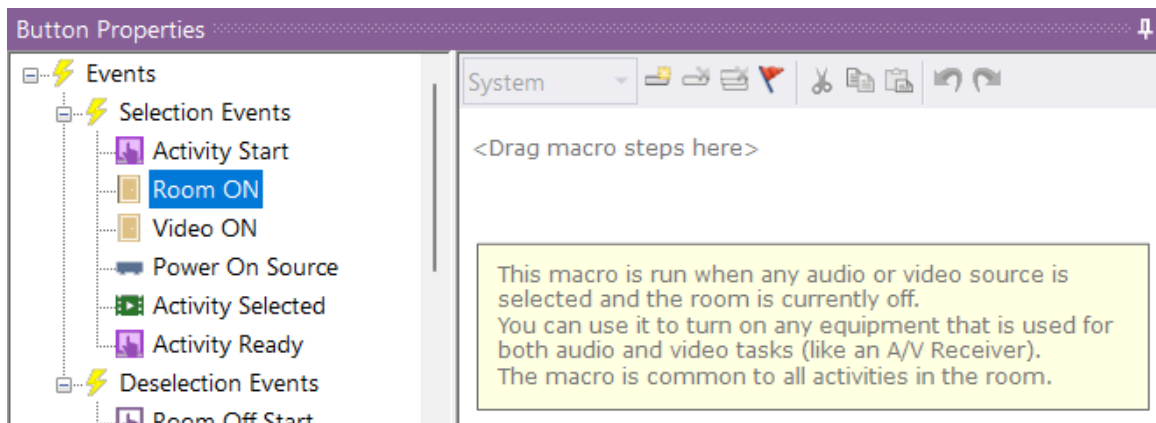 Button Properties
Events
Selection Events
Activity Start
Room ON
Video ON
Power On Source
Activity Selected
Activity Ready
Deselection Events
Room Off Start
System
<Drag macro steps here>
This macro is run when any audio or video source is
selected and the room is currently off.
You can use it to turn on any equipment that is used for
both audio and video tasks (like an A/V Receiver).
The macro is common to all activities in the room.